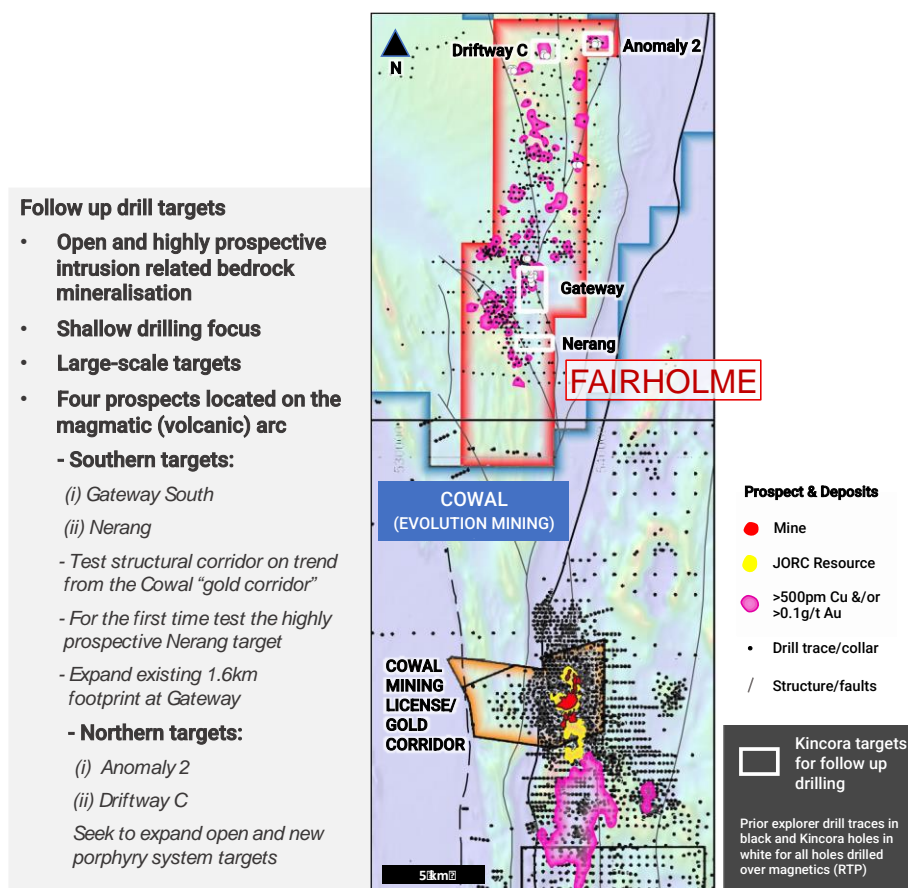 Follow up drill targets
• Open and highly prospective
intrusion related bedrock
mineralisation
• Shallow drilling focus
• Large-scale targets
• Four prospects located on the
magmatic (volcanic) arc
- Southern targets:
(i) Gateway South
(ii) Nerang
- Test structural corridor on trend
from the Cowal “gold corridor”
- For the first time test the highly
prospective Nerang target
- Expand existing 1.6km
footprint at Gateway
- Northern targets:
(i) Anomaly 2
(ii) Driftway C
Seek to expand open and new
porphyry system targets
N
Driftway C
Anomaly 2
Gateway
Nerang
FAIRHOLME
COWAL
(EVOLUTION MINING)
COWAL
MINING
LICENSE/
GOLD
CORRIDOR
Prospect & Deposits
Mine
JORC Resource
>500pm Cu &/or
>0.1g/t Au
Drill trace/collar
Structure/faults
Kincora targets
for follow up
drilling
Prior explorer drill traces in
black and Kincora holes in
white for all holes drilled
over magnetics (RTP)